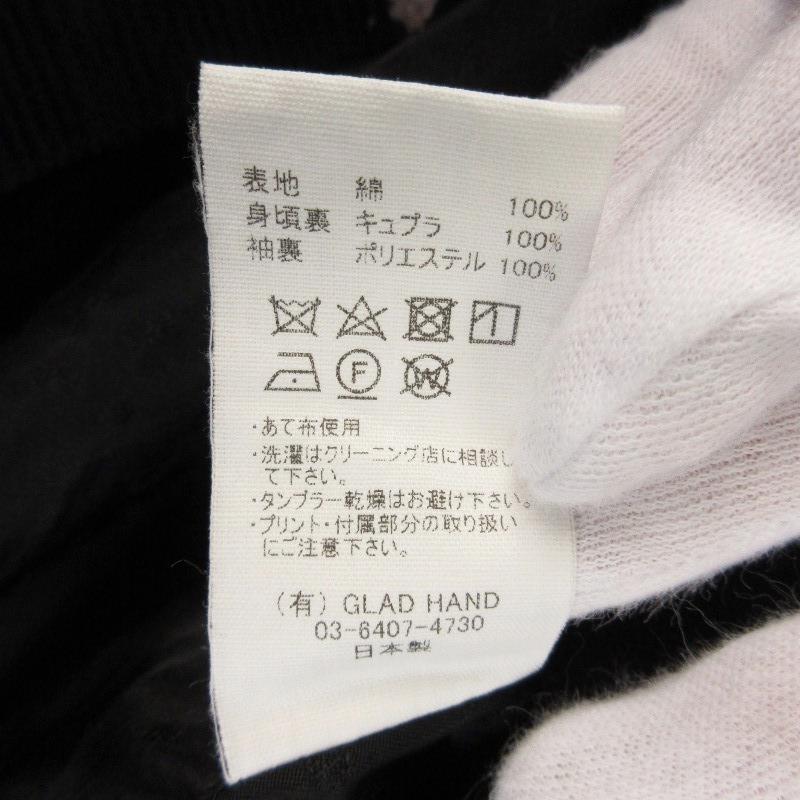 表地 綿 100%
身頃裏 キュプラ 100%
袖裏 ポリエステル 100%
F W
・あて布使用
・洗濯はクリーニング店に相談し
て下さい。
・タンブラー乾燥はお避け下さい。
・プリント・付属部分の取り扱い
にご注意下さい。
(有) GLAD HAND
03-6407-4730
日本製